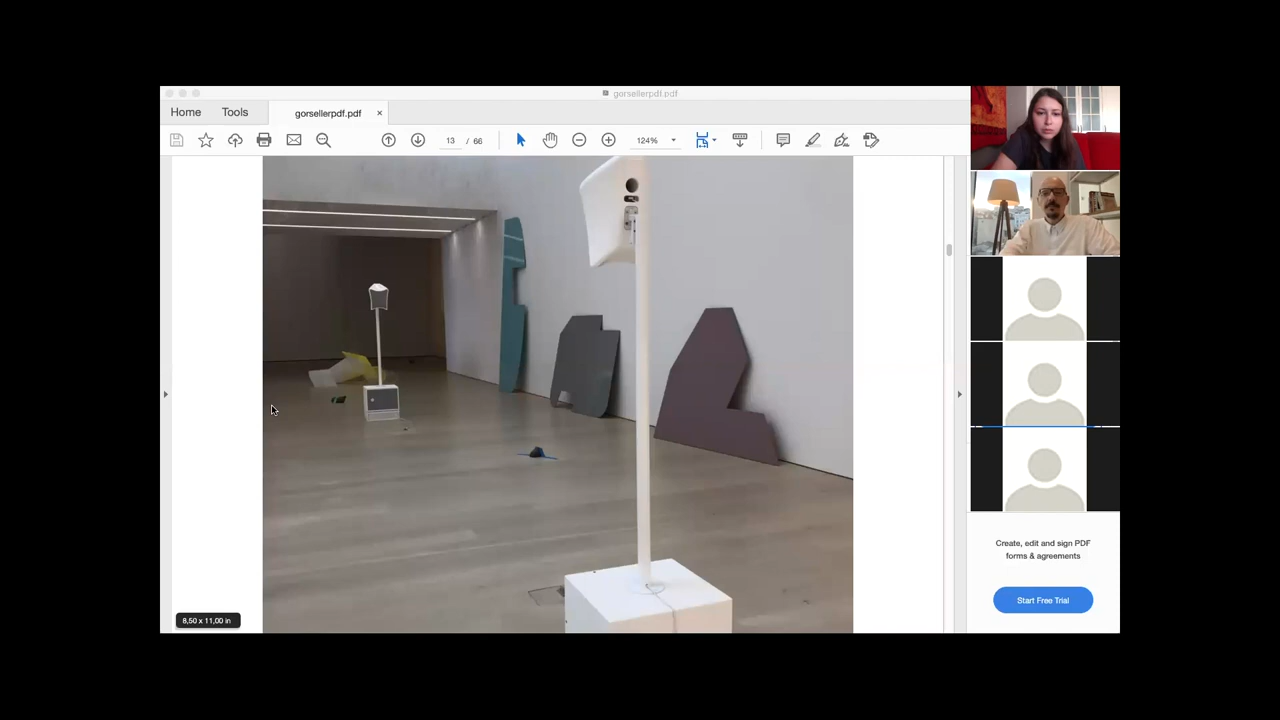 gorsellerpdf.pdf
Home Tools gorsellerpdf.pdf ×
13 / 66 124%
8,50 x 11,00 in
Create, edit and sign PDF
forms & agreements
Start Free Trial